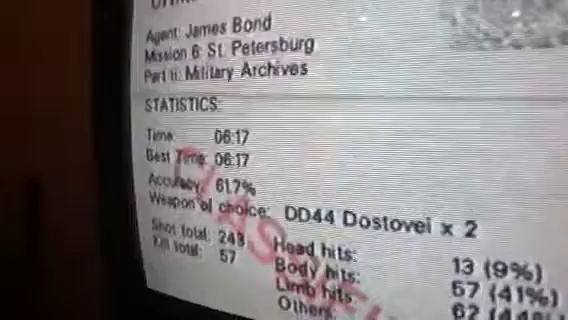 Agent: James Bond
Mission 6: St. Petersburg
Part ii: Military Archives
STATISTICS:
Time: 06:17
Best Time: 06:17
Accuracy: 61.7%
Weapon of choice: DD44 Dostovei x 2
Shot total: 243
Kill total: 57
Head hits: 13 (9%)
Body hits: 57 (41%)
Limb hits: 62 (44%)
Others: